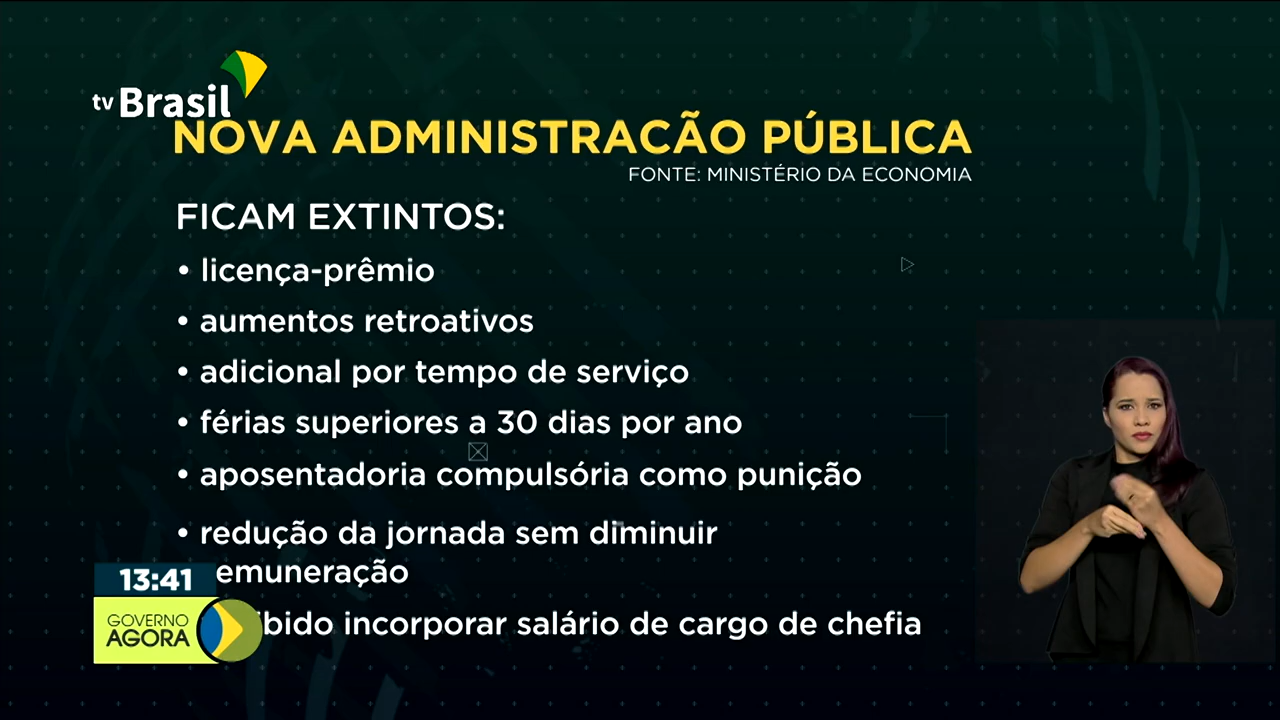 tv Brasil
NOVA ADMINISTRAÇÃO PÚBLICA
FONTE: MINISTÉRIO DA ECONOMIA
FICAM EXTINTOS:
• licença-prêmio
• aumentos retroativos
• adicional por tempo de serviço
• férias superiores a 30 dias por ano
• aposentadoria compulsória como punição
• redução da jornada sem diminuir
emuneração
incorporar salário de cargo de chefia
13:41
GOVERNO
AGORA